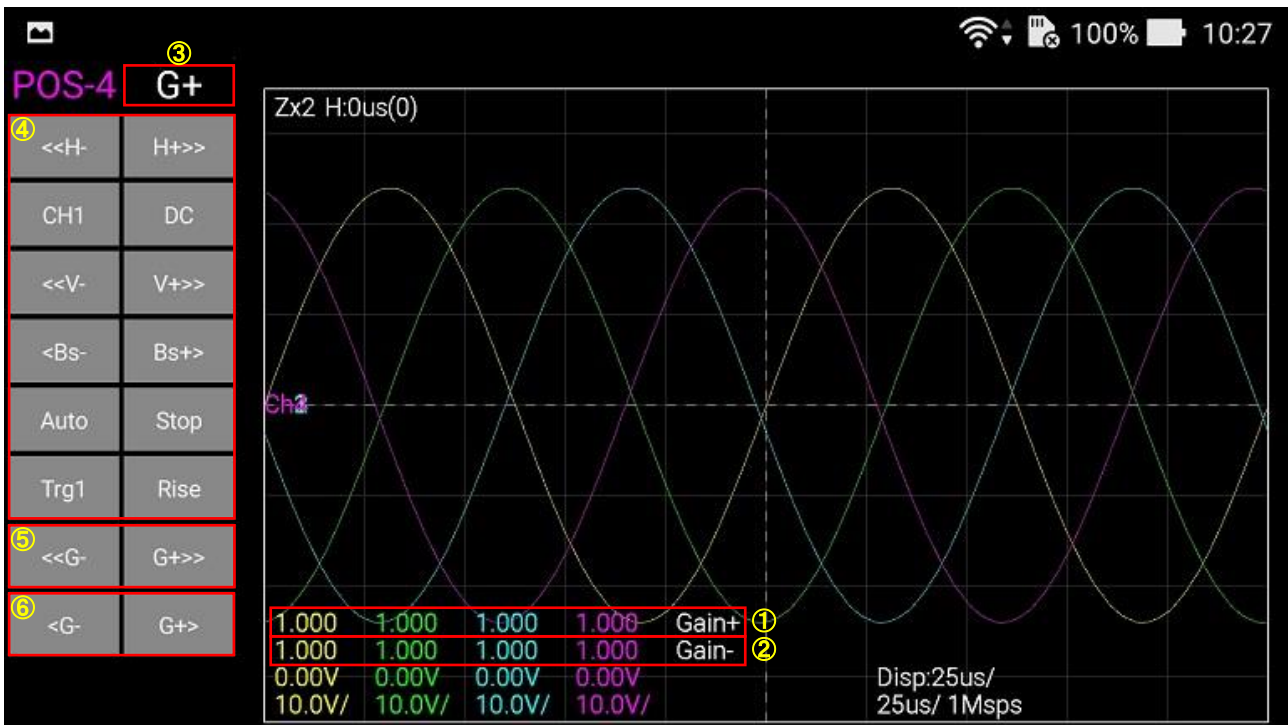 100% 10:27
③
POS-4 G+
④
<<H- H+>>
CH1 DC
<<V- V+>>
<Bs- Bs+>
Auto Stop
Trg1 Rise
⑤
<<G- G+>>
⑥
<G- G+>
Zx2 H:0us(0)
1.000 1.000 1.000 1.000 Gain+ ①
1.000 1.000 1.000 1.000 Gain- ②
0.00V 0.00V 0.00V 0.00V
10.0V/ 10.0V/ 10.0V/ 10.0V/
Disp:25us/
25us/ 1Msps